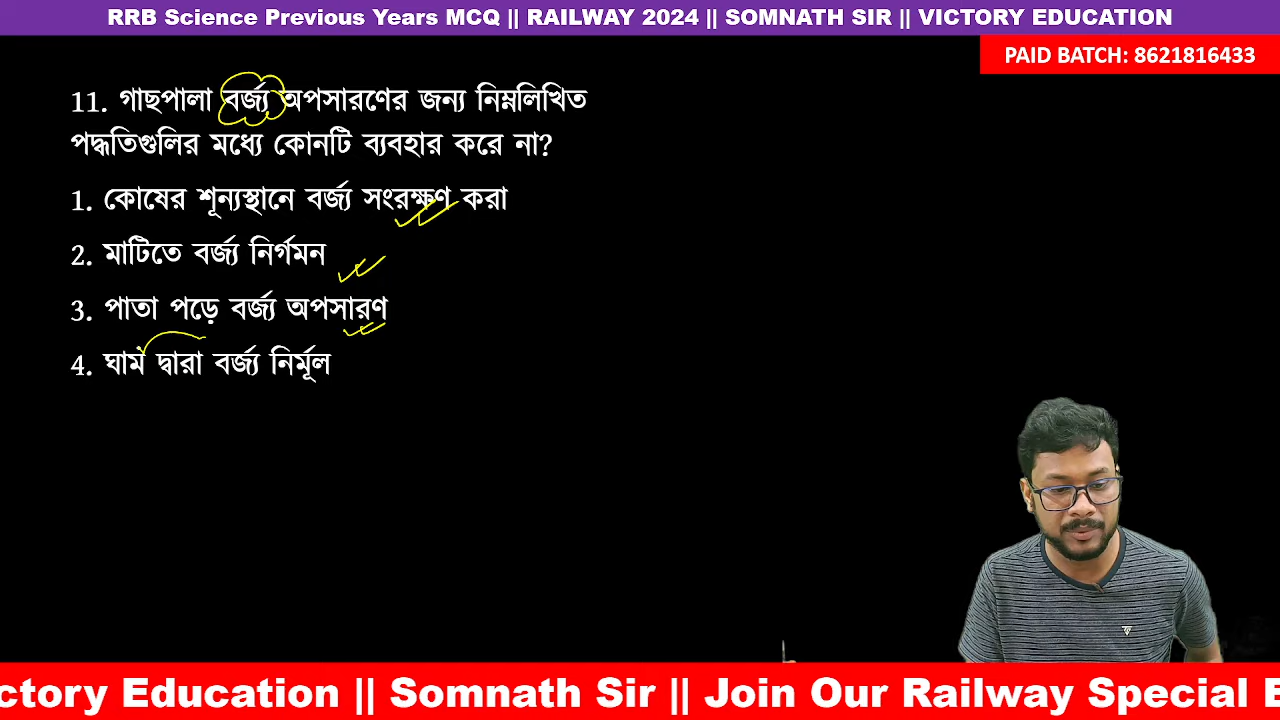 RRB Science Previous Years MCQ || RAILWAY 2024 || SOMNATH SIR || VICTORY EDUCATION
PAID BATCH: 8621816433
11. গাছপালা বর্জ্য অপসারণের জন্য নিম্নলিখিত
পদ্ধতিগুলির মধ্যে কোনটি ব্যবহার করে না?
1. কোষের শূন্যস্থানে বর্জ্য সংরক্ষণ করা
2. মাটিতে বর্জ্য নির্গমন
3. পাতা পড়ে বর্জ্য অপসারণ
4. ঘাম দ্বারা বর্জ্য নির্মূল
ctory Education || Somnath Sir || Join Our Railway Special